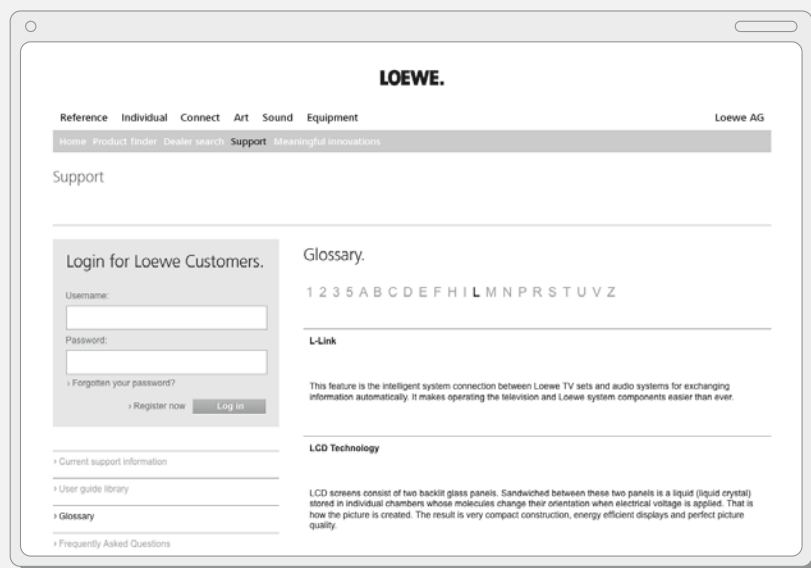 LOEWE.
Reference Individual Connect Art Sound Equipment Loewe AG
Home Product finder Dealer search Support Meaningful innovations
Support
Login for Loewe Customers.
Username:
Password:
› Forgotten your password?
› Register now Log in
› Current support information
› User guide library
› Glossary
› Frequently Asked Questions
Glossary.
1 2 3 5 A B C D E F H I L M N P R S T U V Z
L-Link
This feature is the intelligent system connection between Loewe TV sets and audio systems for exchanging
information automatically. It makes operating the television and Loewe system components easier than ever.
LCD Technology
LCD screens consist of two backlit glass panels. Sandwiched between these two panels is a liquid (liquid crystal)
stored in individual chambers whose molecules change their orientation when electrical voltage is applied. That is
how the picture is created. The result is very compact construction, energy efficient displays and perfect picture
quality.